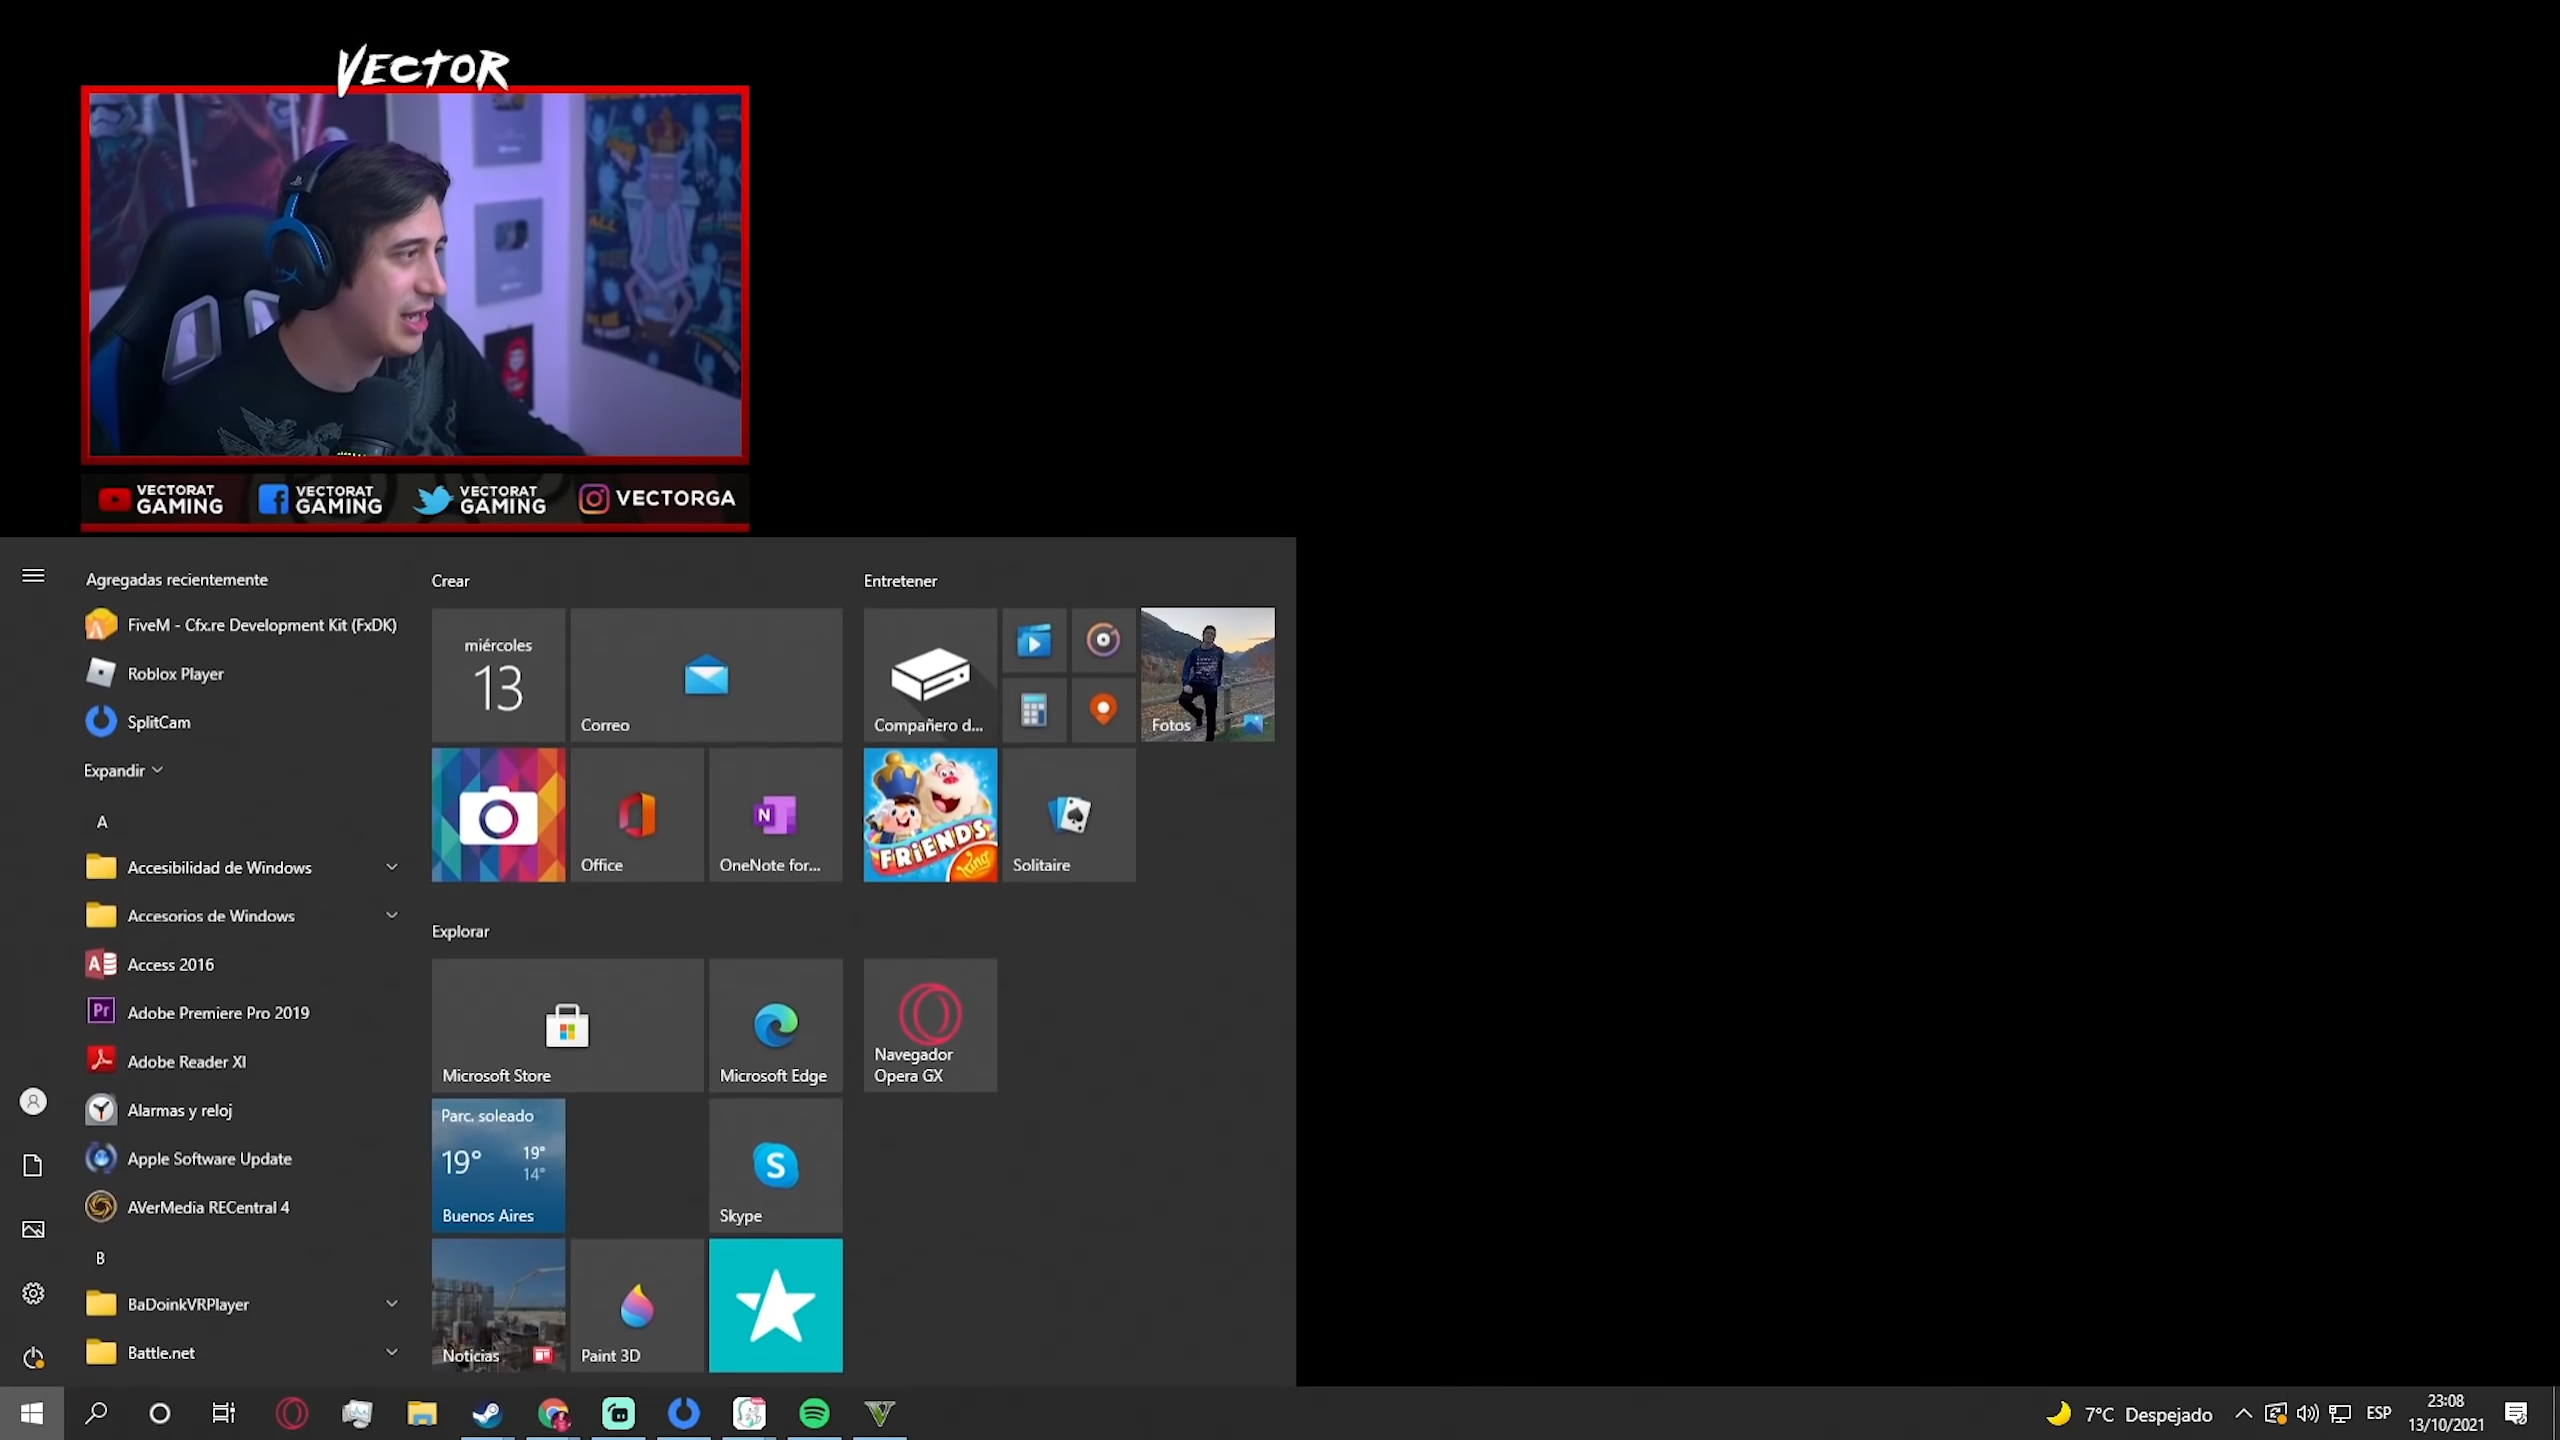 VECTOR
VECTORAT GAMING
VECTORAT GAMING
VECTORAT GAMING
VECTORGA
Agregadas recientemente
FiveM - Cfx.re Development Kit (FxDK)
Roblox Player
SplitCam
Expandir
A
Accesibilidad de Windows
Accesorios de Windows
Access 2016
Adobe Premiere Pro 2019
Adobe Reader XI
Alarmas y reloj
Apple Software Update
AVerMedia RECentral 4
B
BaDoinkVRPlayer
Battle.net
Crear
miércoles
13
Correo
Office
OneNote for...
Explorar
Microsoft Store
Microsoft Edge
Parc. soleado
19° 19°
14°
Buenos Aires
Skype
Noticias
Paint 3D
Entretener
Compañero d...
Fotos
FRIENDS
King
Solitaire
Navegador
Opera GX
7°C Despejado
ESP
23:08
13/10/2021